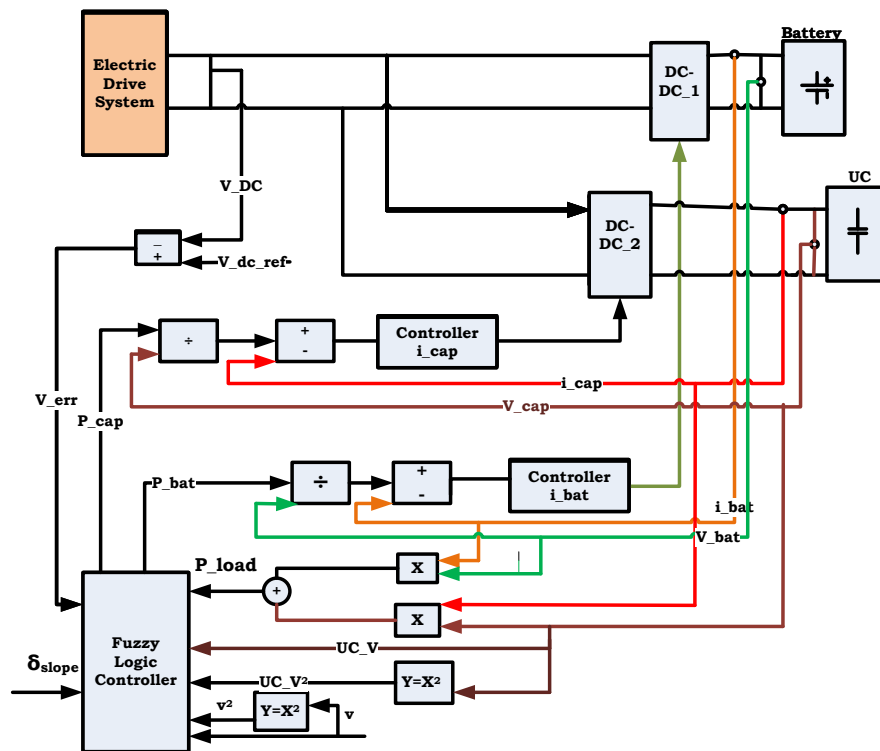 Battery
Electric
Drive
System
DC-
DC_1
V_DC
UC
DC-
DC_2
−
+
V_dc_ref
÷
+
-
Controller
i_cap
i_cap
V_cap
V_err
P_cap
P_bat
÷
+
-
Controller
i_bat
i_bat
V_bat
P_load
X
+
X
Fuzzy
Logic
Controller
UC_V
δslope
UC_V²
Y=X²
v²
Y=X²
v